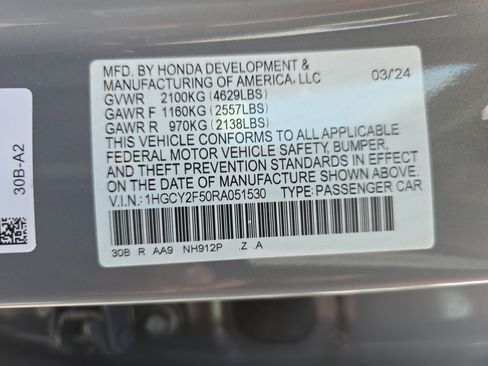 MFD. BY HONDA DEVELOPMENT &
MANUFACTURING OF AMERICA, LLC 03/24
GVWR 2100KG (4629LBS)
GAWR F 1160KG (2557LBS)
GAWR R 970KG (2138LBS)
THIS VEHICLE CONFORMS TO ALL APPLICABLE
FEDERAL MOTOR VEHICLE SAFETY, BUMPER,
AND THEFT PREVENTION STANDARDS IN EFFECT
ON THE DATE OF MANUFACTURE SHOWN ABOVE.
V.I.N.: 1HGCY2F50RA051530 TYPE: PASSENGER CAR
30B R AA9 NH912P .Z .A
30B-A2